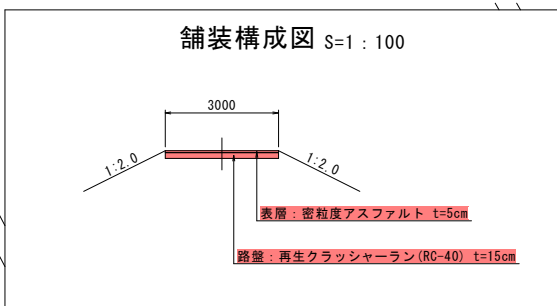 舗装構成図 S=1：100
3000
1:2.0
1:2.0
表層：密粒度アスファルト t=5cm
路盤：再生クラッシャーラン(RC-40) t=15cm